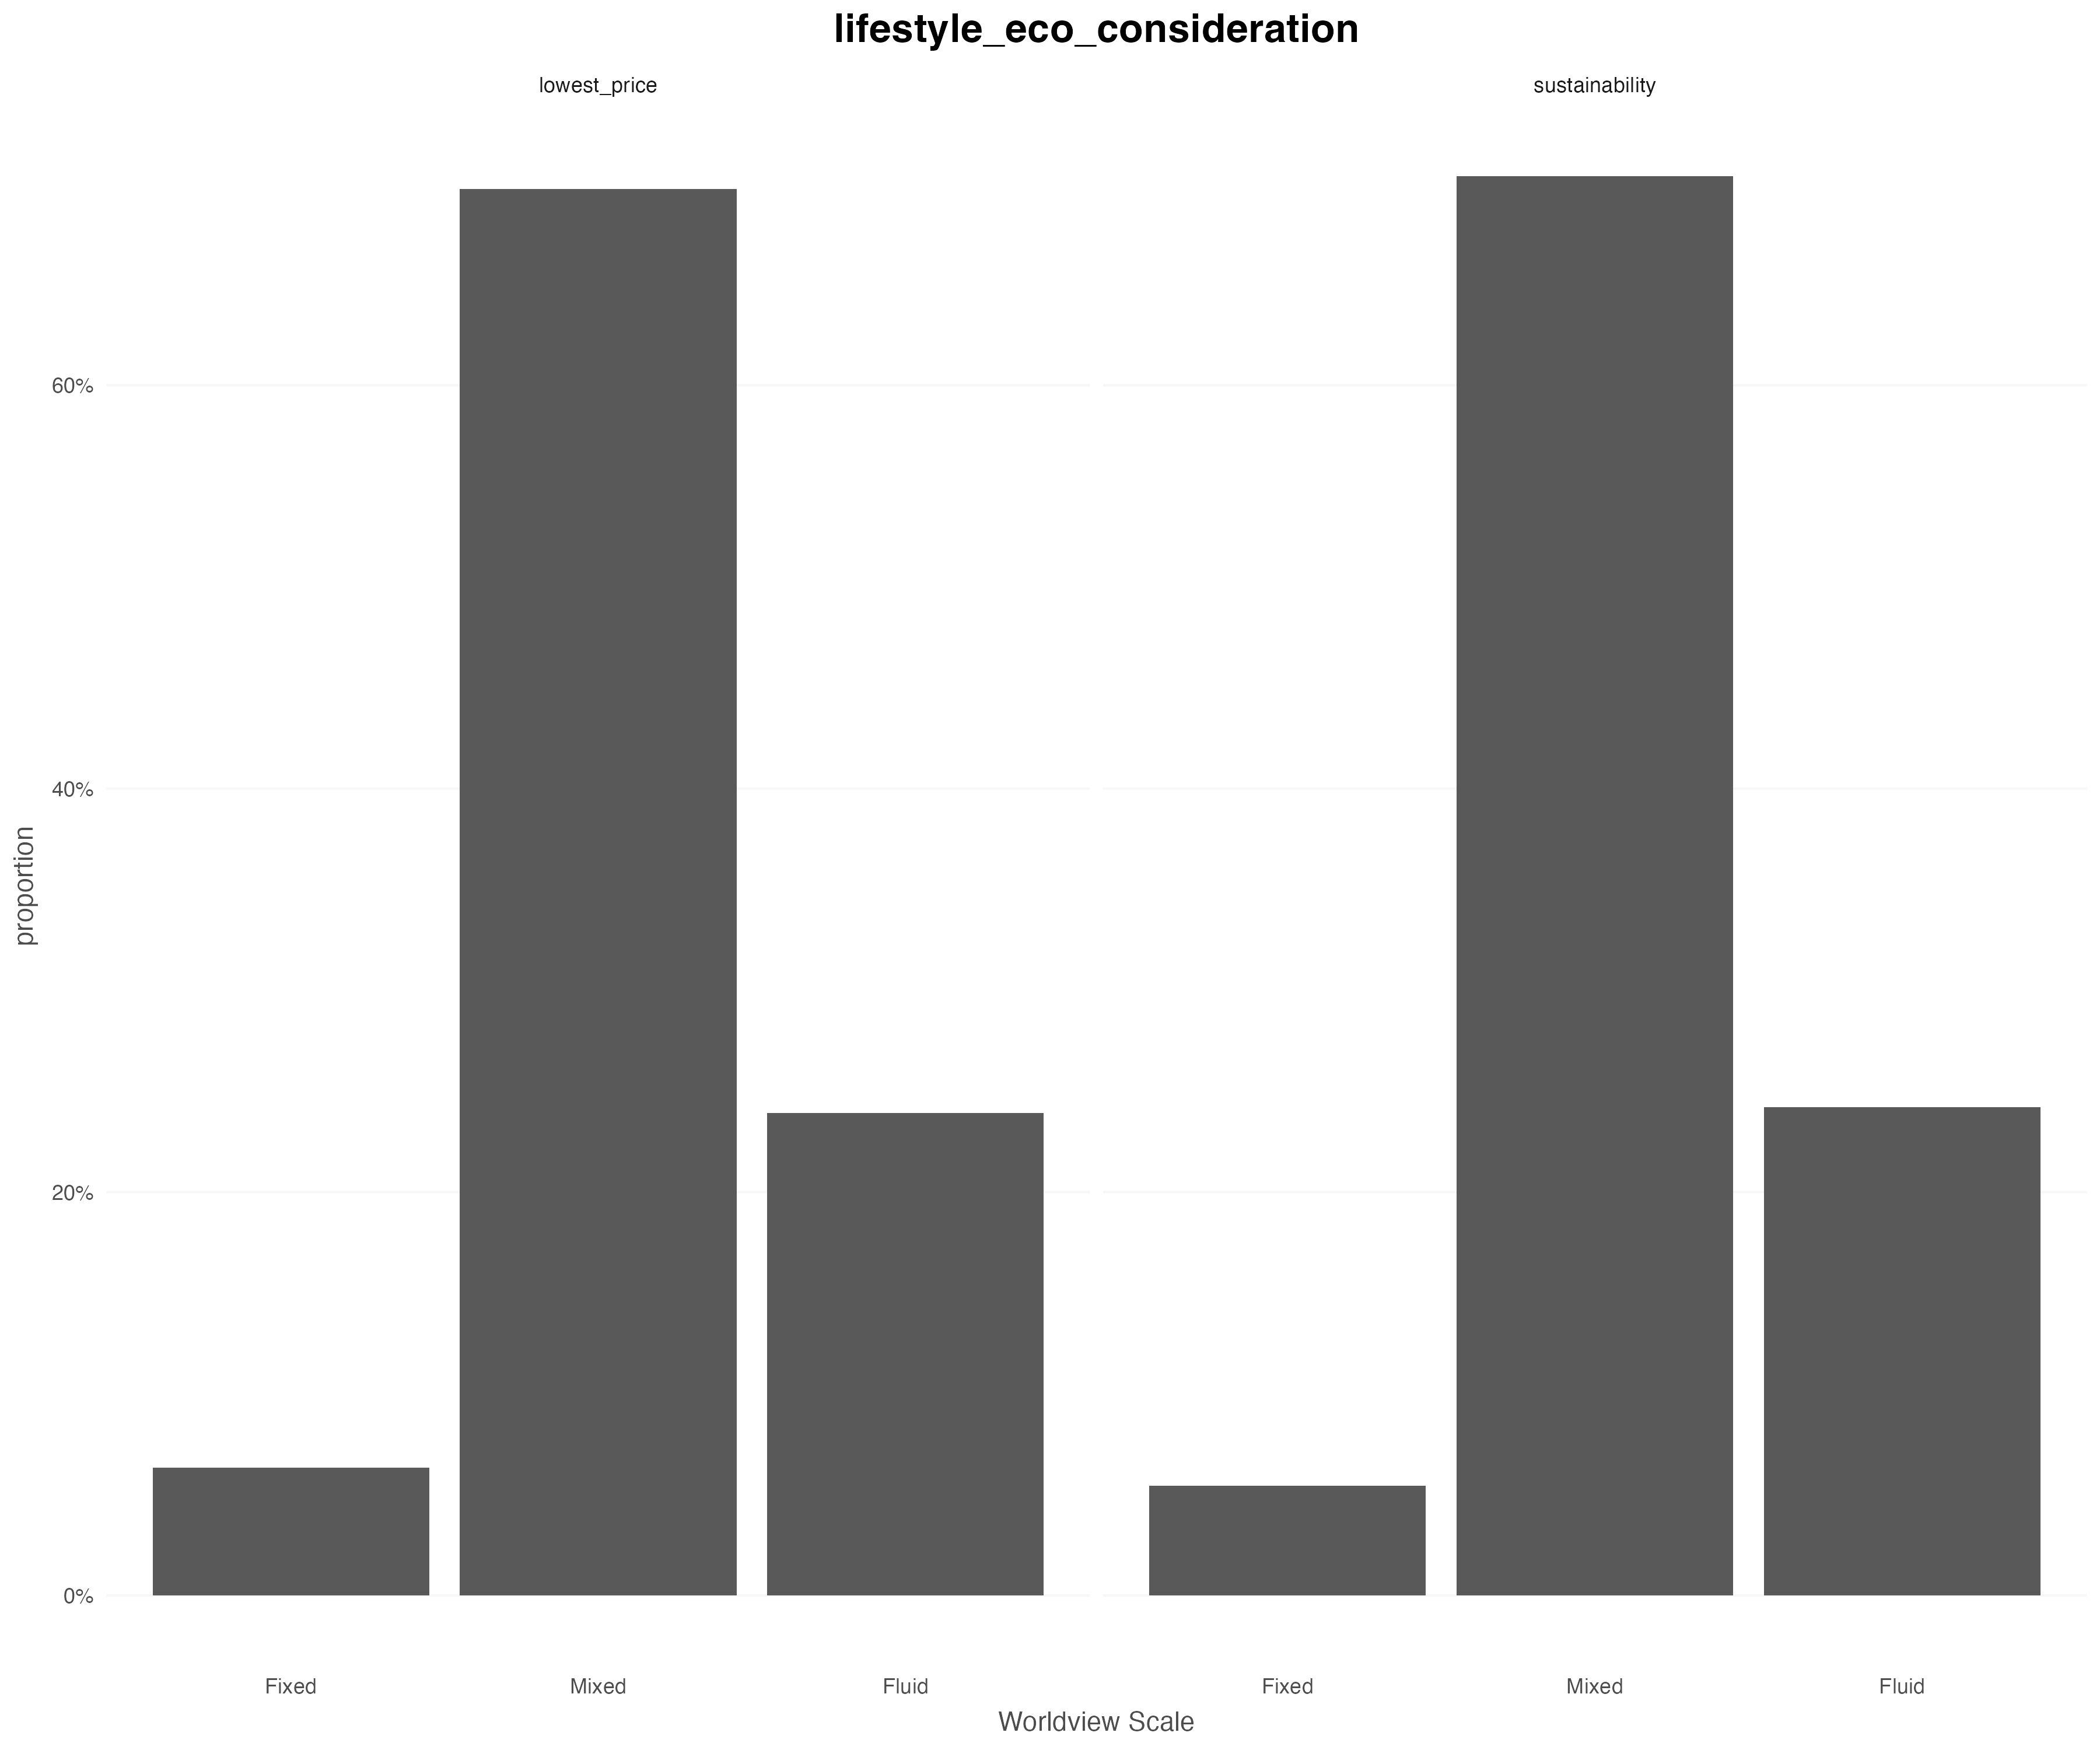 lifestyle_eco_consideration
lowest_price
sustainability
60%
40%
20%
0%
proportion
Fixed
Mixed
Fluid
Fixed
Mixed
Fluid
Worldview Scale